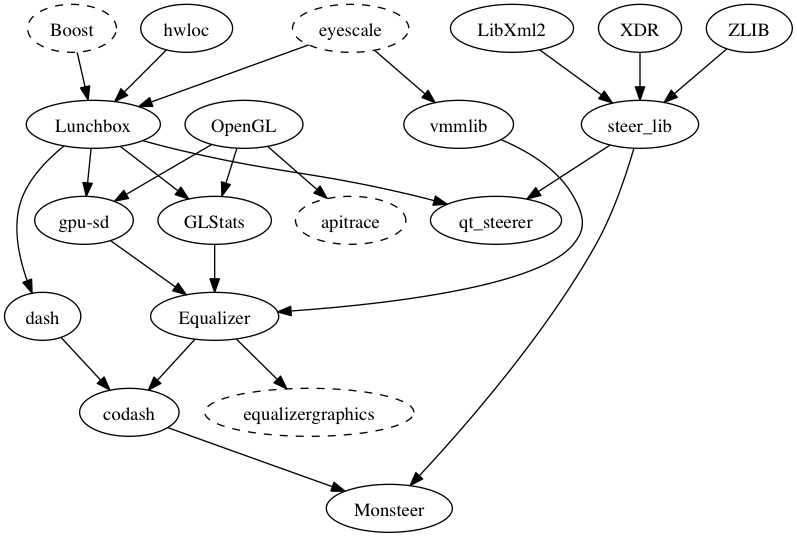 Boost
hwloc
eyescale
LibXml2
XDR
ZLIB
Lunchbox
OpenGL
vmmlib
steer_lib
gpu-sd
GLStats
apitrace
qt_steerer
dash
Equalizer
codash
equalizergraphics
Monsteer